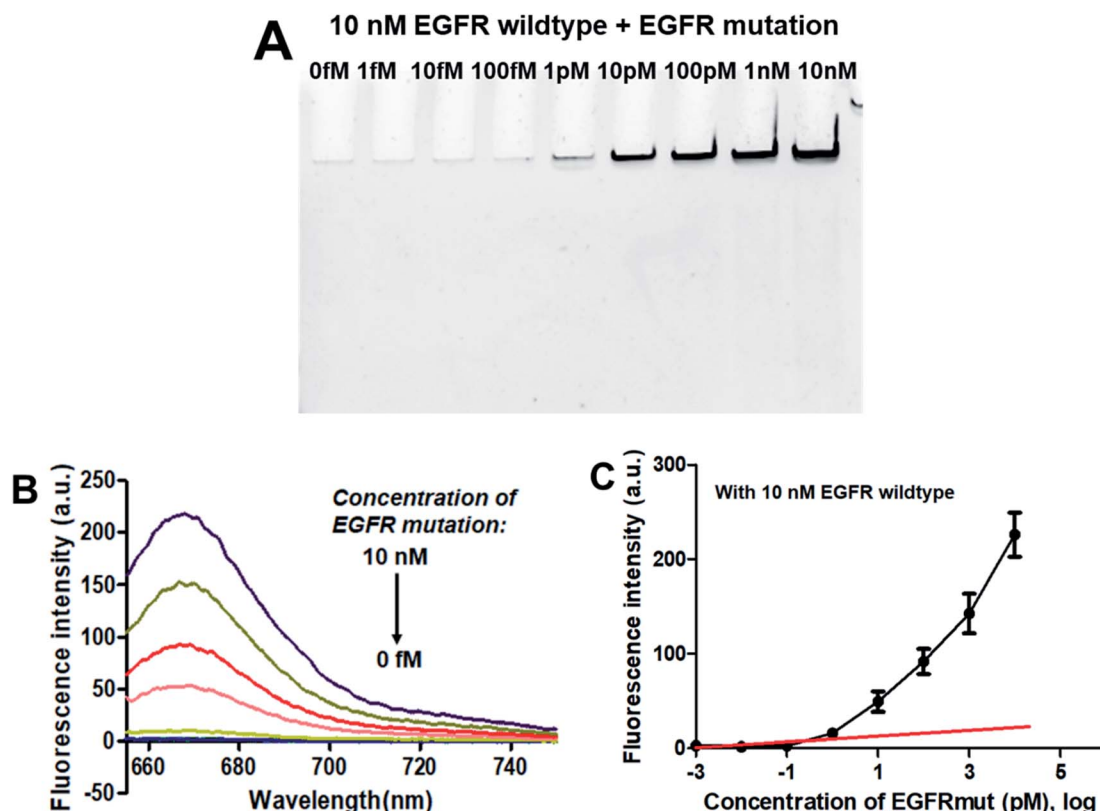 A
10 nM EGFR wildtype + EGFR mutation
0fM 1fM 10fM 100fM 1pM 10pM 100pM 1nM 10nM
B
Fluorescence intensity (a.u.)
250
200
150
100
50
0
-50
660 680 700 720 740
Wavelength(nm)
Concentration of
EGFR mutation:
10 nM
0 fM
C
Fluorescence intensity (a.u.)
300
200
100
0
With 10 nM EGFR wildtype
-3 -1 1 3 5
Concentration of EGFRmut (pM), log